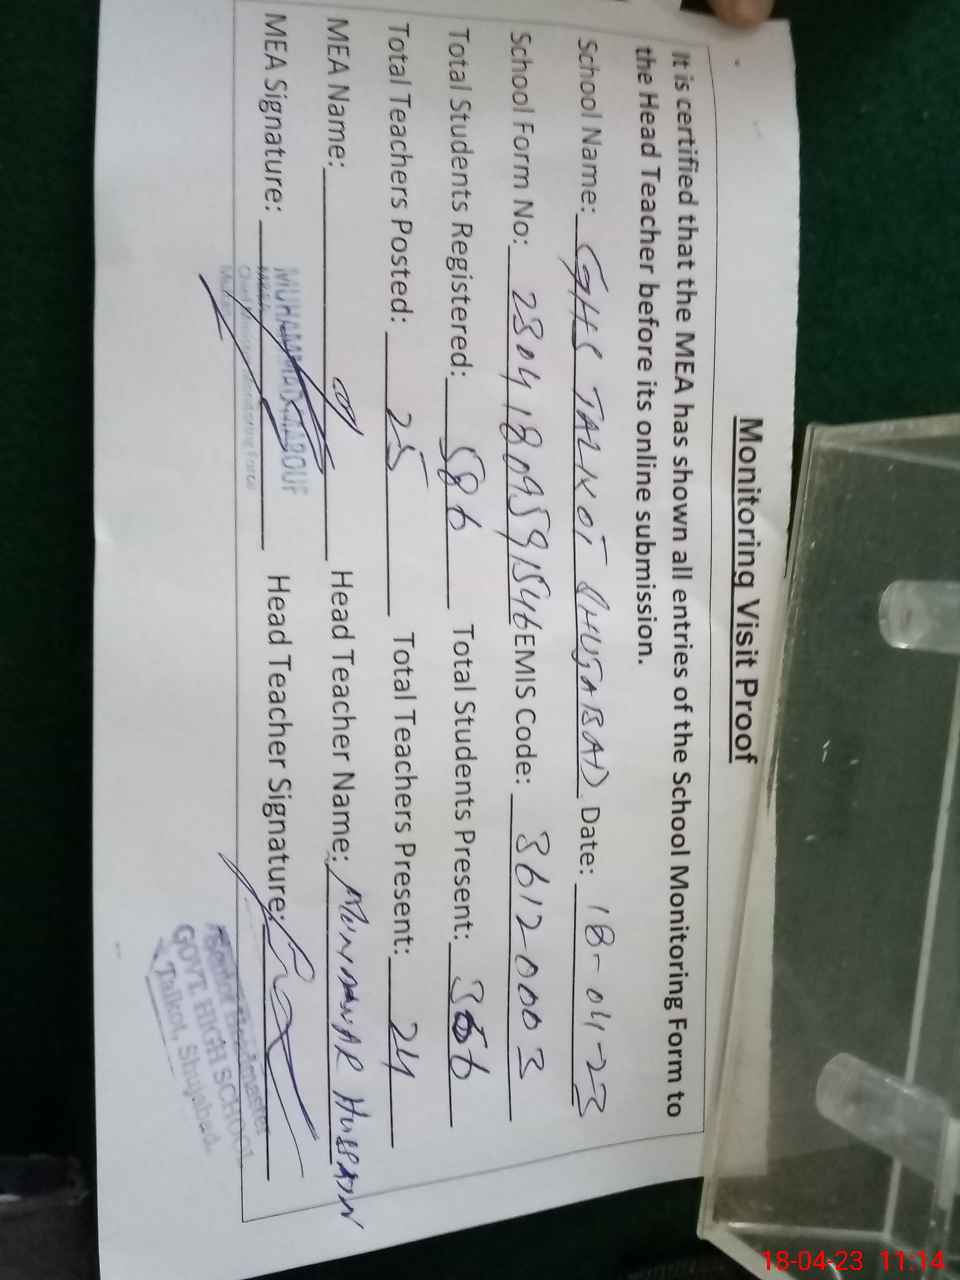 Monitoring Visit Proof
It is certified that the MEA has shown all entries of the School Monitoring Form to
the Head Teacher before its online submission.
School Name: GHS TALKOT SHUJABAD Date: 18-04-23
School Form No: 23041809591546 EMIS Code: 36120003
Total Students Registered: 586 Total Students Present: 366
Total Teachers Posted: 25 Total Teachers Present: 24
MEA Name: Head Teacher Name: MUNAWAR HUSSAIN
MEA Signature: MUHAMMAD Head Teacher Signature:
Senior Headmaster
GOVT. HIGH SCHOOL
Talkot, Shujabad.
18-04-23 11:14